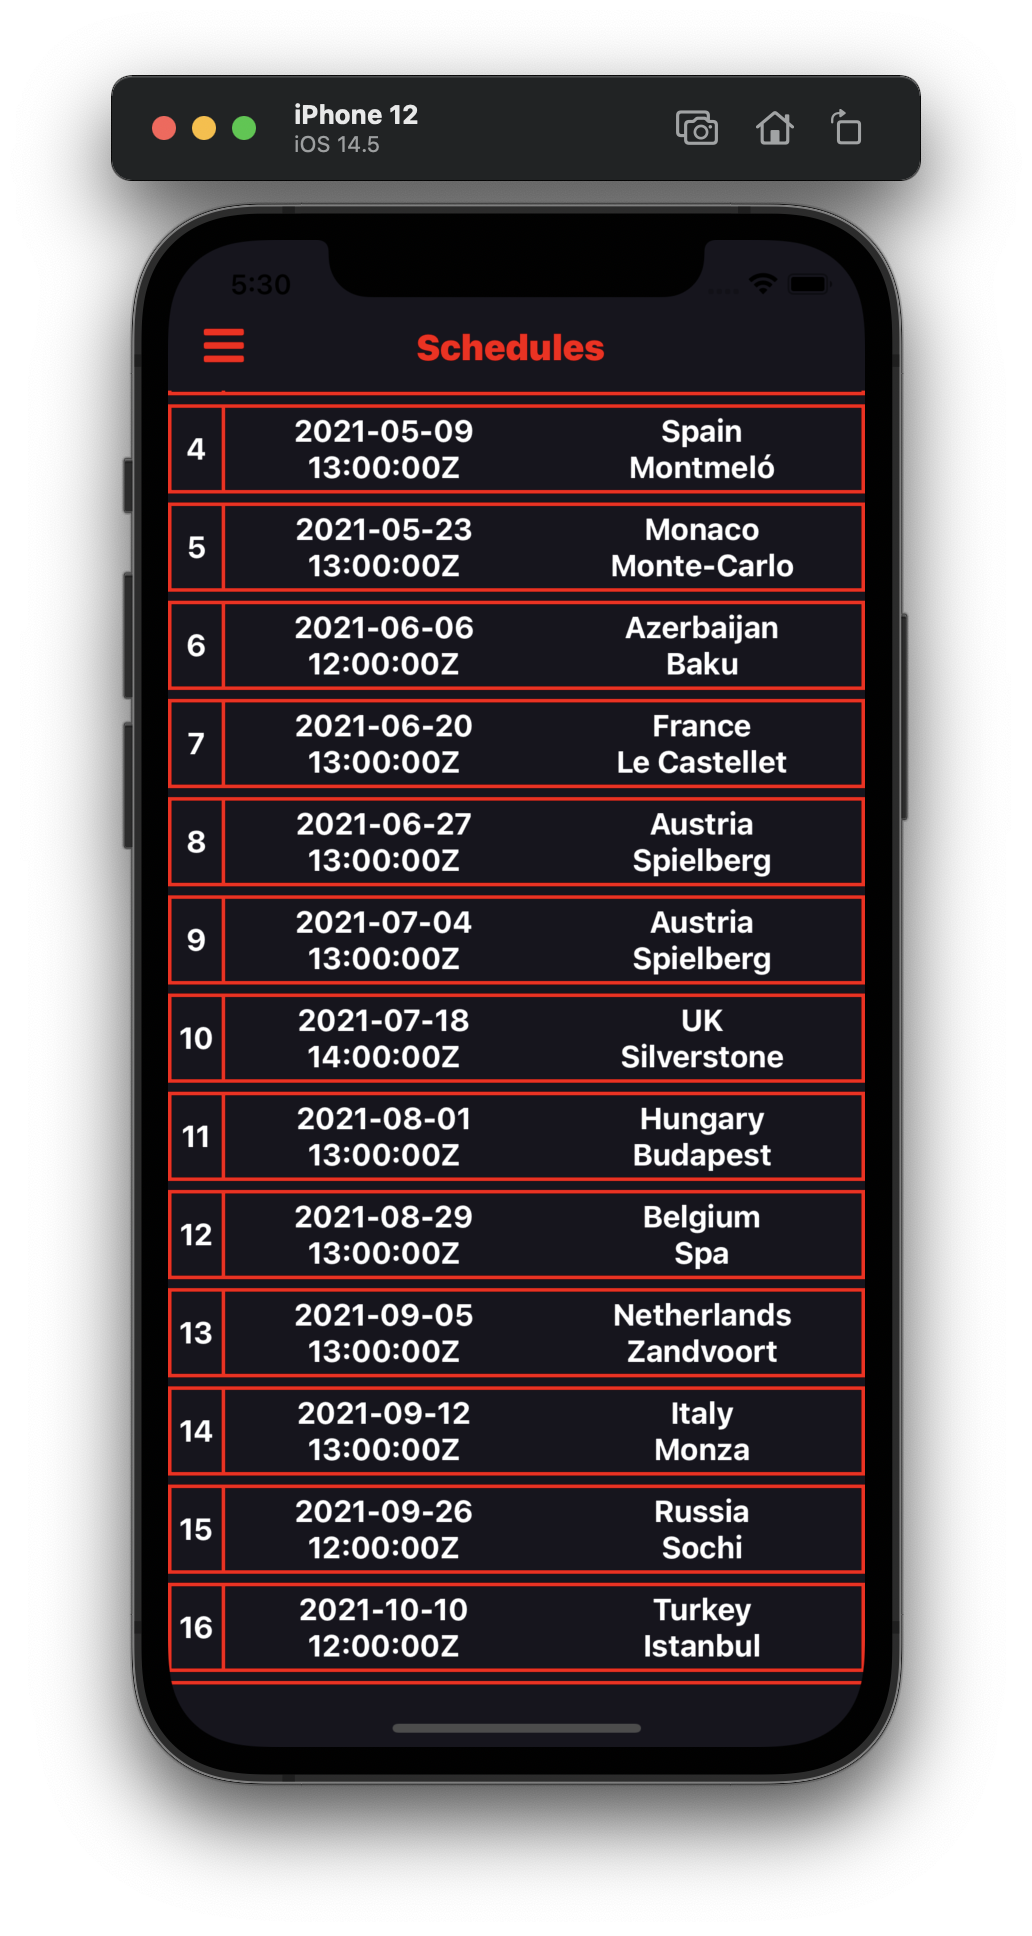 iPhone 12
iOS 14.5
5:30
Schedules
4
2021-05-09
13:00:00Z
Spain
Montmeló
5
2021-05-23
13:00:00Z
Monaco
Monte-Carlo
6
2021-06-06
12:00:00Z
Azerbaijan
Baku
7
2021-06-20
13:00:00Z
France
Le Castellet
8
2021-06-27
13:00:00Z
Austria
Spielberg
9
2021-07-04
13:00:00Z
Austria
Spielberg
10
2021-07-18
14:00:00Z
UK
Silverstone
11
2021-08-01
13:00:00Z
Hungary
Budapest
12
2021-08-29
13:00:00Z
Belgium
Spa
13
2021-09-05
13:00:00Z
Netherlands
Zandvoort
14
2021-09-12
13:00:00Z
Italy
Monza
15
2021-09-26
12:00:00Z
Russia
Sochi
16
2021-10-10
12:00:00Z
Turkey
Istanbul